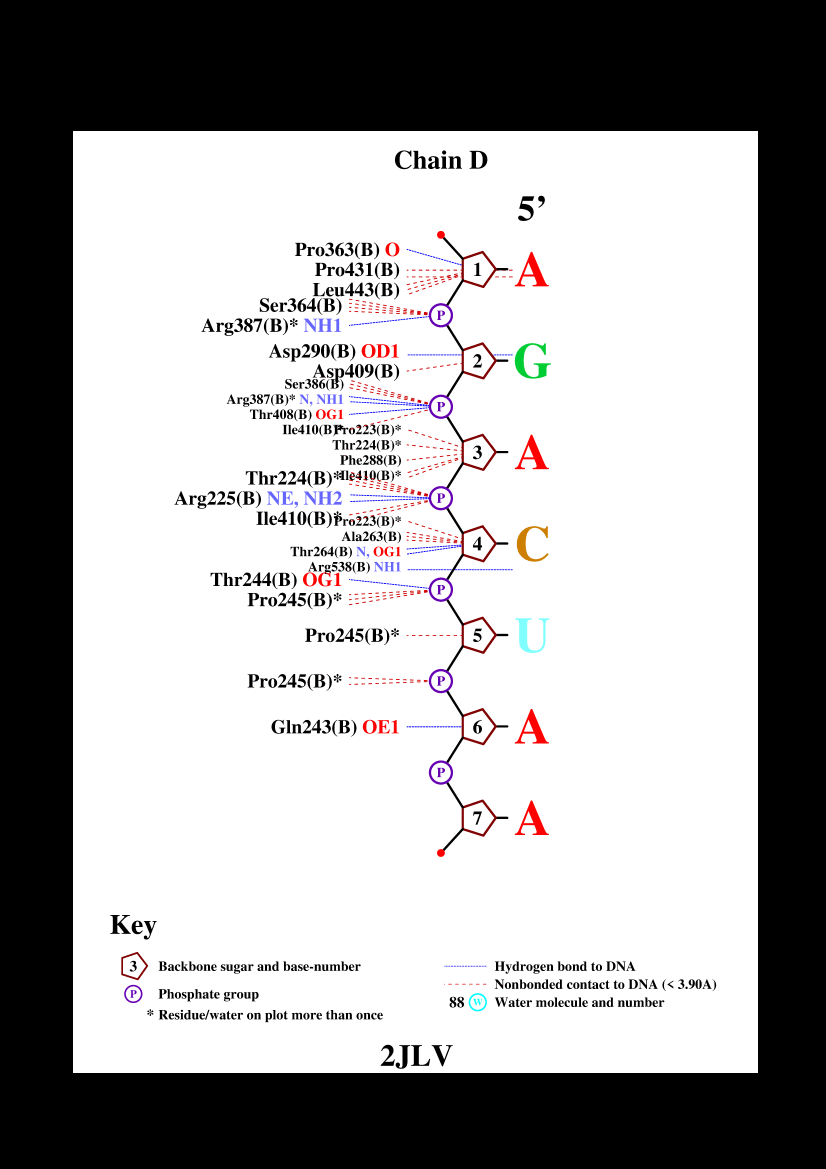 Chain D
5’
Pro363(B) O
Pro431(B)
1 A
Leu443(B)
Ser364(B)
P
Arg387(B)* NH1
Asp290(B) OD1
2 G
Asp409(B)
Ser386(B)
Arg387(B)* N, NH1
P
Thr408(B) OG1
Ile410(B)*
Pro223(B)*
Thr224(B)*
3 A
Phe288(B)
Ile410(B)*
Thr224(B)*
Arg225(B) NE, NH2
P
Ile410(B)*
Pro223(B)*
Ala263(B)
4 C
Thr264(B) N, OG1
Arg538(B) NH1
Thr244(B) OG1
P
Pro245(B)*
Pro245(B)*
5 U
Pro245(B)*
P
Gln243(B) OE1
6 A
P
7 A
Key
3 Backbone sugar and base-number
P Phosphate group
* Residue/water on plot more than once
Hydrogen bond to DNA
Nonbonded contact to DNA (< 3.90A)
88 W Water molecule and number
2JLV